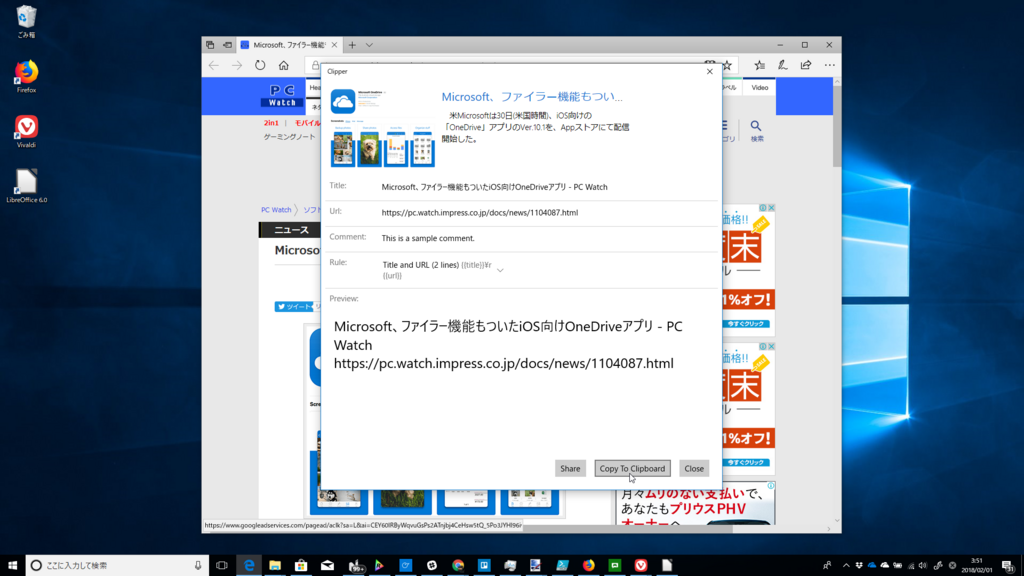 ごみ箱
Firefox
Vivaldi
LibreOffice 6.0
Microsoft、ファイラー機能
PC
Watch
Hea
Video
2in1 | モバイル
ゲーミングノート
検索
PC Watch
ニュース
Microso
ツイート
Clipper
Microsoft、ファイラー機能もつい...
米Microsoftは30日(米国時間)、iOS向けの
「OneDrive」アプリのVer.10.1を、Appストアにて配信
開始した。
Title:
Microsoft、ファイラー機能もついたiOS向けOneDriveアプリ - PC Watch
Url:
https://pc.watch.impress.co.jp/docs/news/1104087.html
Comment:
This is a sample comment.
Rule:
Title and URL (2 lines) {{title}}¥r
{{url}}
Preview:
Microsoft、ファイラー機能もついたiOS向けOneDriveアプリ - PC
Watch
https://pc.watch.impress.co.jp/docs/news/1104087.html
Share
Copy To Clipboard
Close
価格!!
末
1%オフ!
今すぐクリック
価格!!
末
1%オフ!
今すぐクリック
月々ムリのない支払いで、
あなたもプリウスPHV
オーナーへ
ここに入力して検索
3:51
2018/02/01